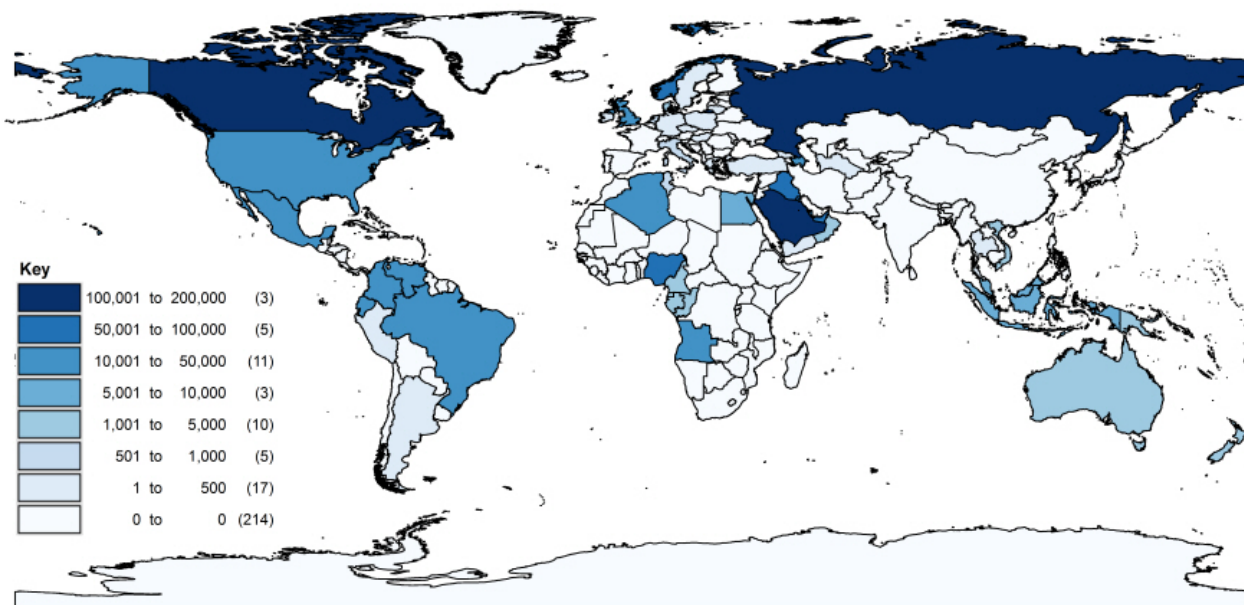 Key
100,001 to 200,000 (3)
50,001 to 100,000 (5)
10,001 to 50,000 (11)
5,001 to 10,000 (3)
1,001 to 5,000 (10)
501 to 1,000 (5)
1 to 500 (17)
0 to 0 (214)